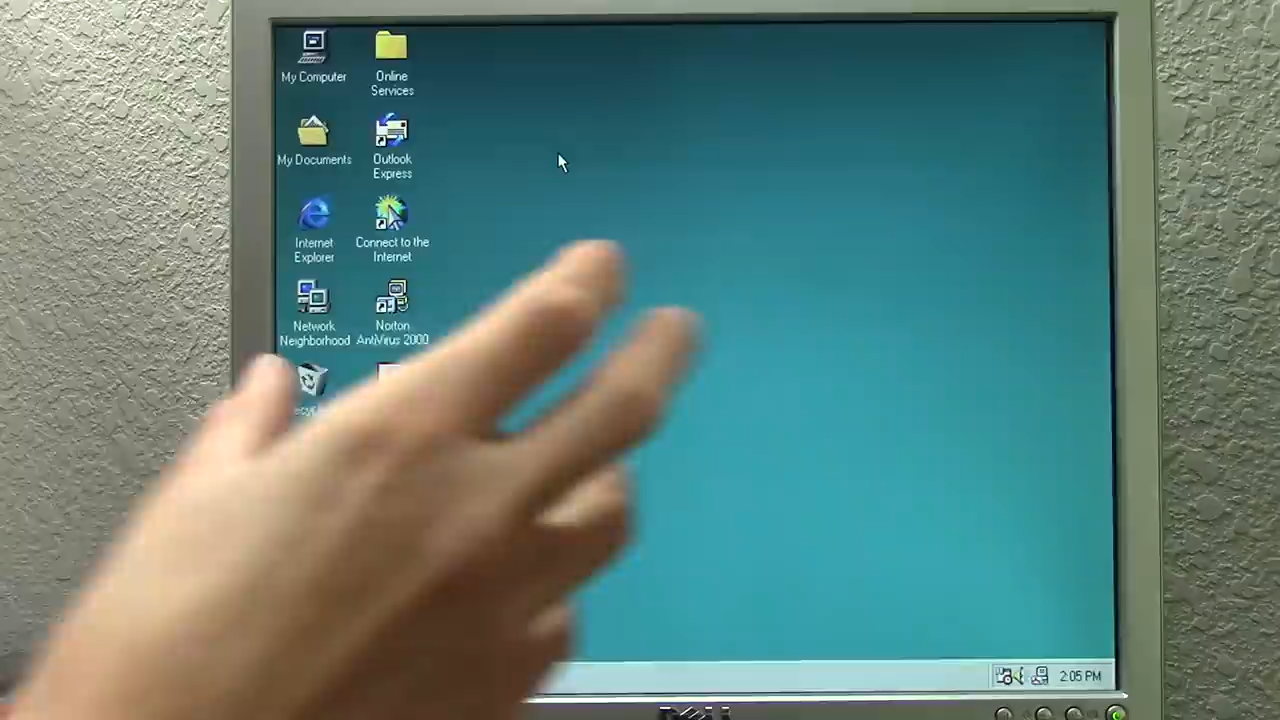 My Computer
Online
Services
My Documents
Outlook
Express
Internet
Explorer
Connect to the
Internet
Network
Neighborhood
Norton
AntiVirus 2000
2:05 PM
DELL